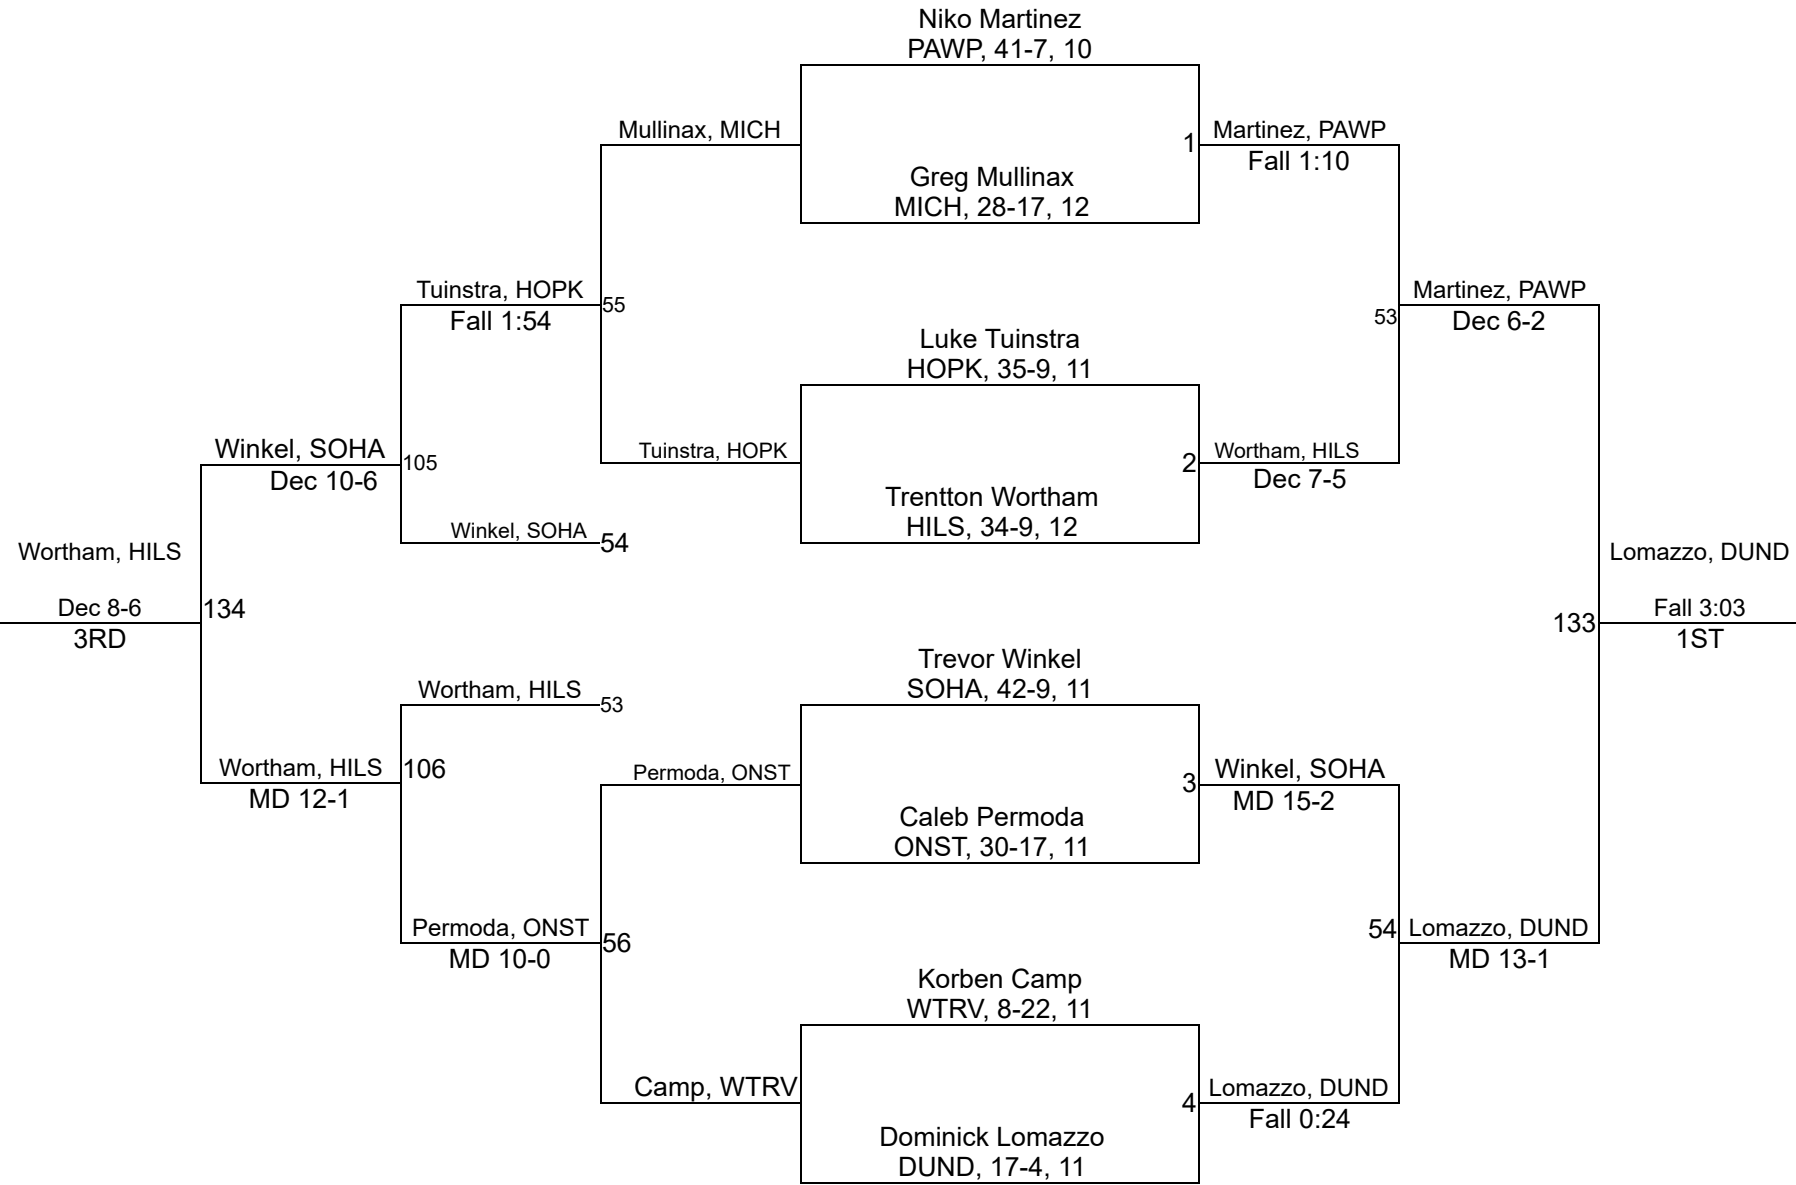 Niko Martinez
PAWP, 41-7, 10
Mullinax, MICH
1
Martinez, PAWP
Fall 1:10
Greg Mullinax
MICH, 28-17, 12
Tuinstra, HOPK
55
Fall 1:54
Martinez, PAWP
53
Dec 6-2
Luke Tuinstra
HOPK, 35-9, 11
Winkel, SOHA
105
Dec 10-6
Tuinstra, HOPK
2
Wortham, HILS
Dec 7-5
Trentton Wortham
HILS, 34-9, 12
Winkel, SOHA
54
Wortham, HILS
Dec 8-6
134
3RD
Lomazzo, DUND
Fall 3:03
133
1ST
Trevor Winkel
SOHA, 42-9, 11
Wortham, HILS
53
Wortham, HILS
106
MD 12-1
Permoda, ONST
3
Winkel, SOHA
MD 15-2
Caleb Permoda
ONST, 30-17, 11
Permoda, ONST
56
MD 10-0
54
Lomazzo, DUND
MD 13-1
Korben Camp
WTRV, 8-22, 11
Camp, WTRV
4
Lomazzo, DUND
Fall 0:24
Dominick Lomazzo
DUND, 17-4, 11